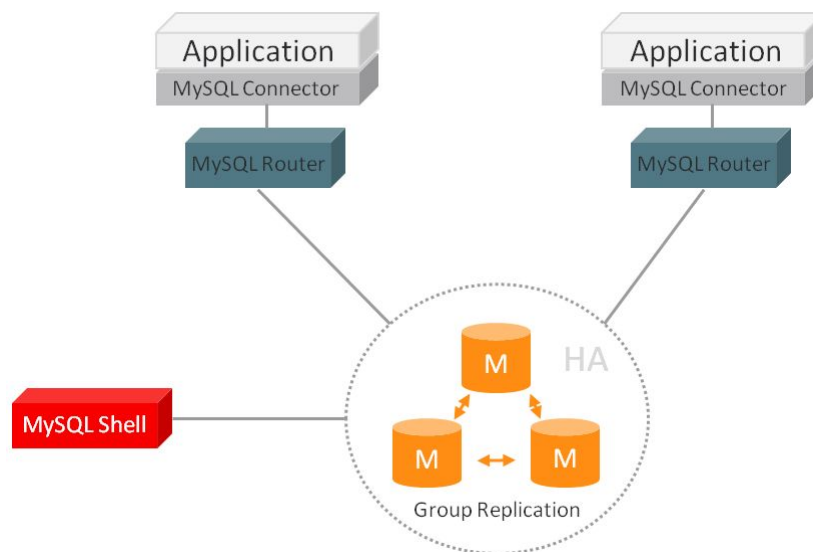 Application
MySQL Connector
MySQL Router
Application
MySQL Connector
MySQL Router
HA
M
M
M
Group Replication
MySQL Shell